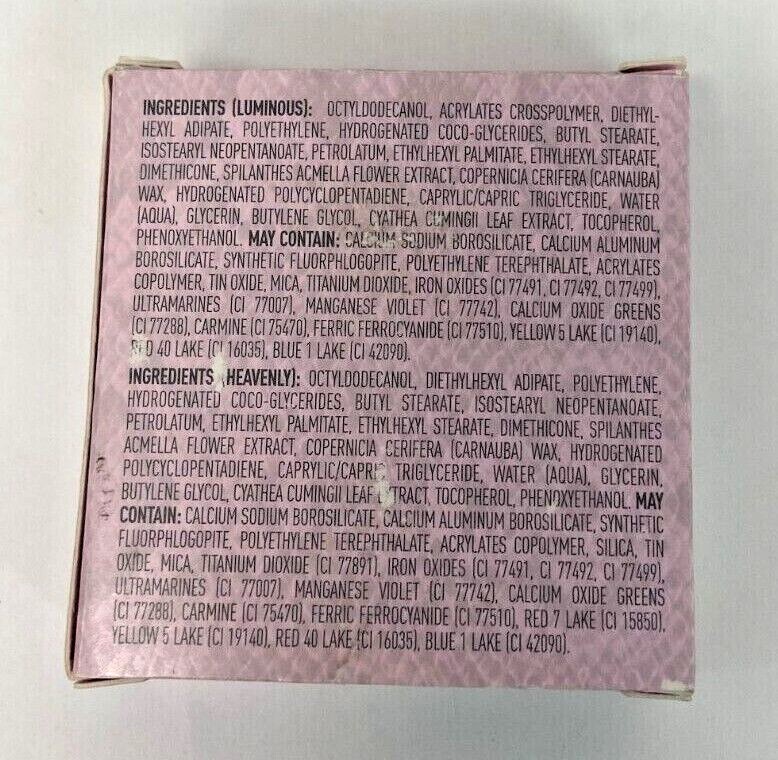 INGREDIENTS (LUMINOUS): OCTYLDODECANOL, ACRYLATES CROSSPOLYMER, DIETHYL-
HEXYL ADIPATE, POLYETHYLENE, HYDROGENATED COCO-GLYCERIDES, BUTYL STEARATE,
ISOSTEARYL NEOPENTANOATE, PETROLATUM, ETHYLHEXYL PALMITATE, ETHYLHEXYL STEARATE,
DIMETHICONE, SPILANTHES ACMELLA FLOWER EXTRACT, COPERNICIA CERIFERA (CARNAUBA)
WAX, HYDROGENATED POLYCYCLOPENTADIENE, CAPRYLIC/CAPRIC TRIGLYCERIDE, WATER
(AQUA), GLYCERIN, BUTYLENE GLYCOL, CYATHEA CUMINGII LEAF EXTRACT, TOCOPHEROL,
PHENOXYETHANOL. MAY CONTAIN: CALCIUM SODIUM BOROSILICATE, CALCIUM ALUMINUM
BOROSILICATE, SYNTHETIC FLUORPHLOGOPITE, POLYETHYLENE TEREPHTHALATE, ACRYLATES
COPOLYMER, TIN OXIDE, MICA, TITANIUM DIOXIDE, IRON OXIDES (CI 77491, CI 77492, CI 77499),
ULTRAMARINES (CI 77007), MANGANESE VIOLET (CI 77742), CALCIUM OXIDE GREENS
(CI 77288), CARMINE (CI 75470), FERRIC FERROCYANIDE (CI 77510), YELLOW 5 LAKE (CI 19140),
RED 40 LAKE (CI 16035), BLUE 1 LAKE (CI 42090).
INGREDIENTS (HEAVENLY): OCTYLDODECANOL, DIETHYLHEXYL ADIPATE, POLYETHYLENE,
HYDROGENATED COCO-GLYCERIDES, BUTYL STEARATE, ISOSTEARYL NEOPENTANOATE,
PETROLATUM, ETHYLHEXYL PALMITATE, ETHYLHEXYL STEARATE, DIMETHICONE, SPILANTHES
ACMELLA FLOWER EXTRACT, COPERNICIA CERIFERA (CARNAUBA) WAX, HYDROGENATED
POLYCYCLOPENTADIENE, CAPRYLIC/CAPRIC TRIGLYCERIDE, WATER (AQUA), GLYCERIN,
BUTYLENE GLYCOL, CYATHEA CUMINGII LEAF EXTRACT, TOCOPHEROL, PHENOXYETHANOL. MAY
CONTAIN: CALCIUM SODIUM BOROSILICATE, CALCIUM ALUMINUM BOROSILICATE, SYNTHETIC
FLUORPHLOGOPITE, POLYETHYLENE TEREPHTHALATE, ACRYLATES COPOLYMER, SILICA, TIN
OXIDE, MICA, TITANIUM DIOXIDE (CI 77891), IRON OXIDES (CI 77491, CI 77492, CI 77499),
ULTRAMARINES (CI 77007), MANGANESE VIOLET (CI 77742), CALCIUM OXIDE GREENS
(CI 77288), CARMINE (CI 75470), FERRIC FERROCYANIDE (CI 77510), RED 7 LAKE (CI 15850),
YELLOW 5 LAKE (CI 19140), RED 40 LAKE (CI 16035), BLUE 1 LAKE (CI 42090).